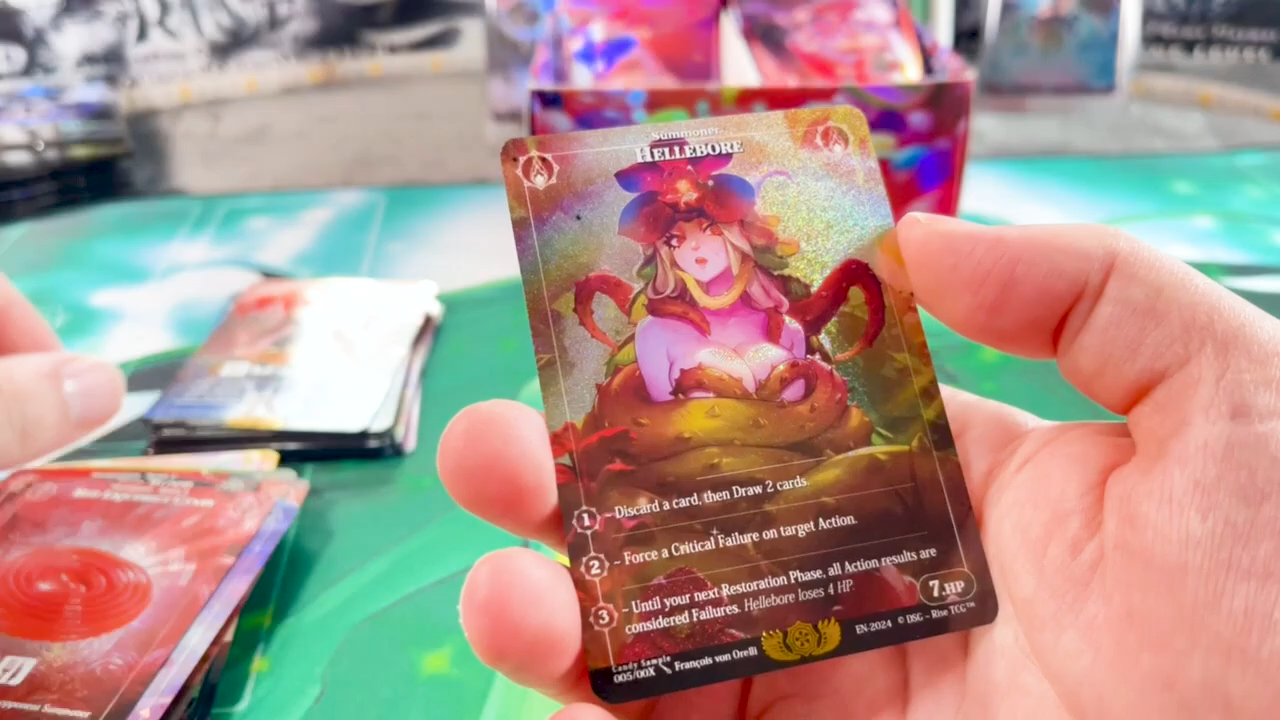 Summoner
HELLEBORE
1 ~ Discard a card, then Draw 2 cards.
2 ~ Force a Critical Failure on target Action.
3 ~ Until your next Restoration Phase, all Action results are
considered Failures. Hellebore loses 4 HP.
7.HP
Candy Sample
005/00X François von Orelli
EN-2024 © DSG ~ Rise TCG™